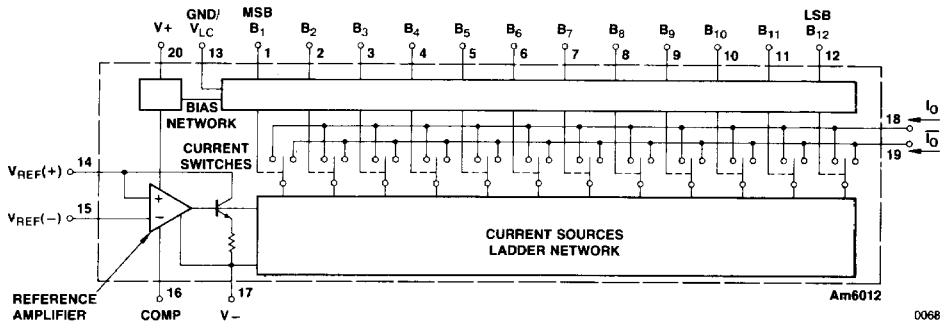 V+
GND/
VLC
MSB
B1
B2
B3
B4
B5
B6
B7
B8
B9
B10
B11
LSB
B12
20
13
1
2
3
4
5
6
7
8
9
10
11
12
BIAS
NETWORK
18
IO
CURRENT
SWITCHES
19
IO
14
VREF(+)
15
VREF(−)
+
−
CURRENT SOURCES
LADDER NETWORK
REFERENCE
AMPLIFIER
16
COMP
17
V−
Am6012
0068